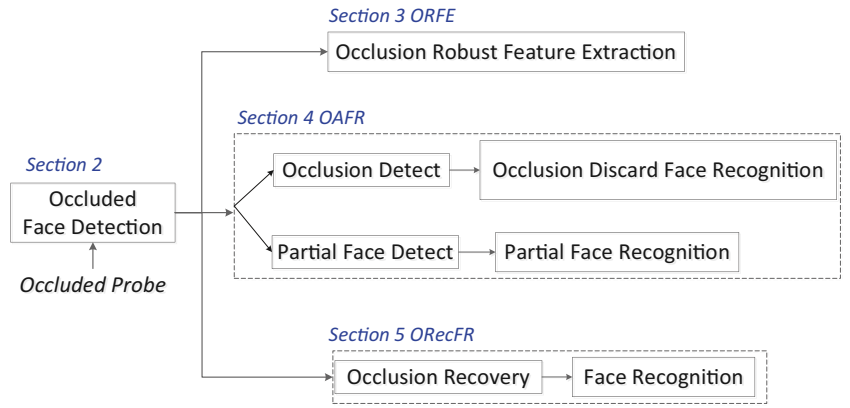 Section 3 ORFE
Occlusion Robust Feature Extraction
Section 4 OAFR
Section 2
Occlusion Detect
Occlusion Discard Face Recognition
Occluded
Face Detection
Partial Face Detect
Partial Face Recognition
Occluded Probe
Section 5 ORecFR
Occlusion Recovery
Face Recognition